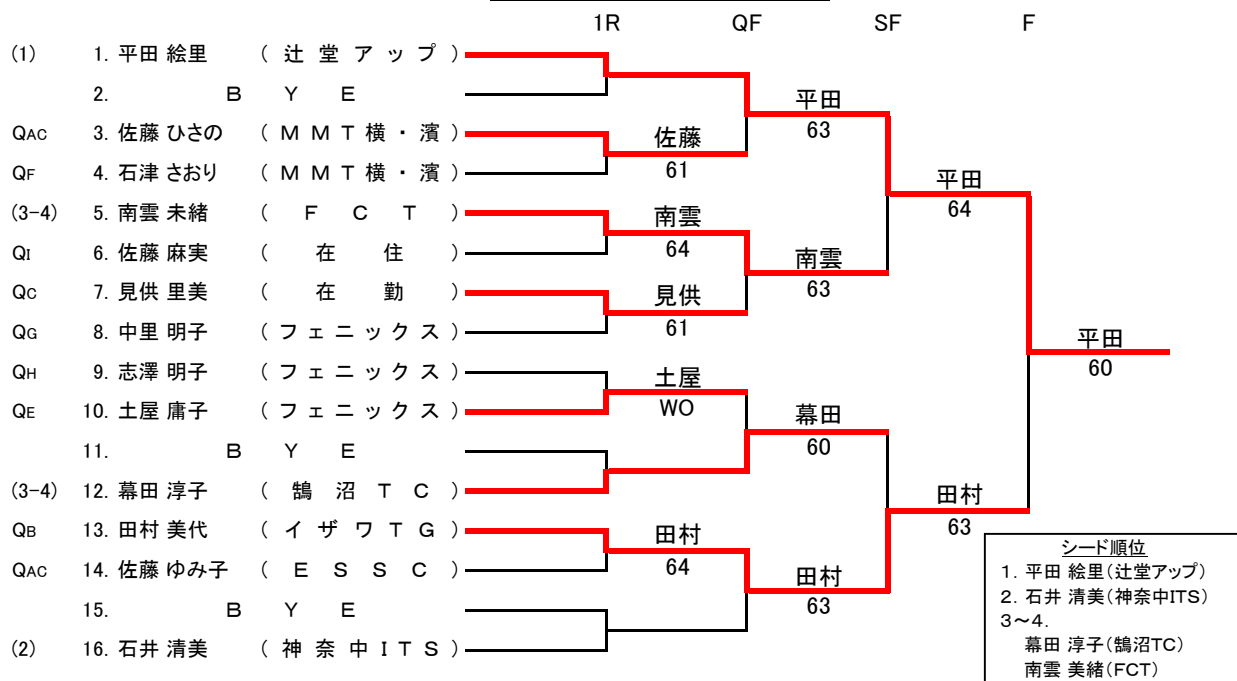 1R QF SF F
(1) 1. 平田 絵里 (辻堂アップ)
2. BYE
平田
63
QAC 3. 佐藤 ひさの (MMT横・濱)
佐藤
61
QF 4. 石津 さおり (MMT横・濱)
平田
64
(3-4) 5. 南雲 未緒 (FCT)
南雲
64
QI 6. 佐藤 麻実 (在住)
南雲
63
QC 7. 見供 里美 (在勤)
見供
61
QG 8. 中里 明子 (フェニックス)
平田
60
QH 9. 志澤 明子 (フェニックス)
土屋
WO
QE 10. 土屋 庸子 (フェニックス)
幕田
60
11. BYE
(3-4) 12. 幕田 淳子 (鵠沼TC)
田村
63
QB 13. 田村 美代 (イザワTG)
田村
64
QAC 14. 佐藤 ゆみ子 (ESSC)
田村
63
15. BYE
(2) 16. 石井 清美 (神奈中ITS)
シード順位
1. 平田 絵里(辻堂アップ)
2. 石井 清美(神奈中ITS)
3～4.
幕田 淳子(鵠沼TC)
南雲 美緒(FCT)